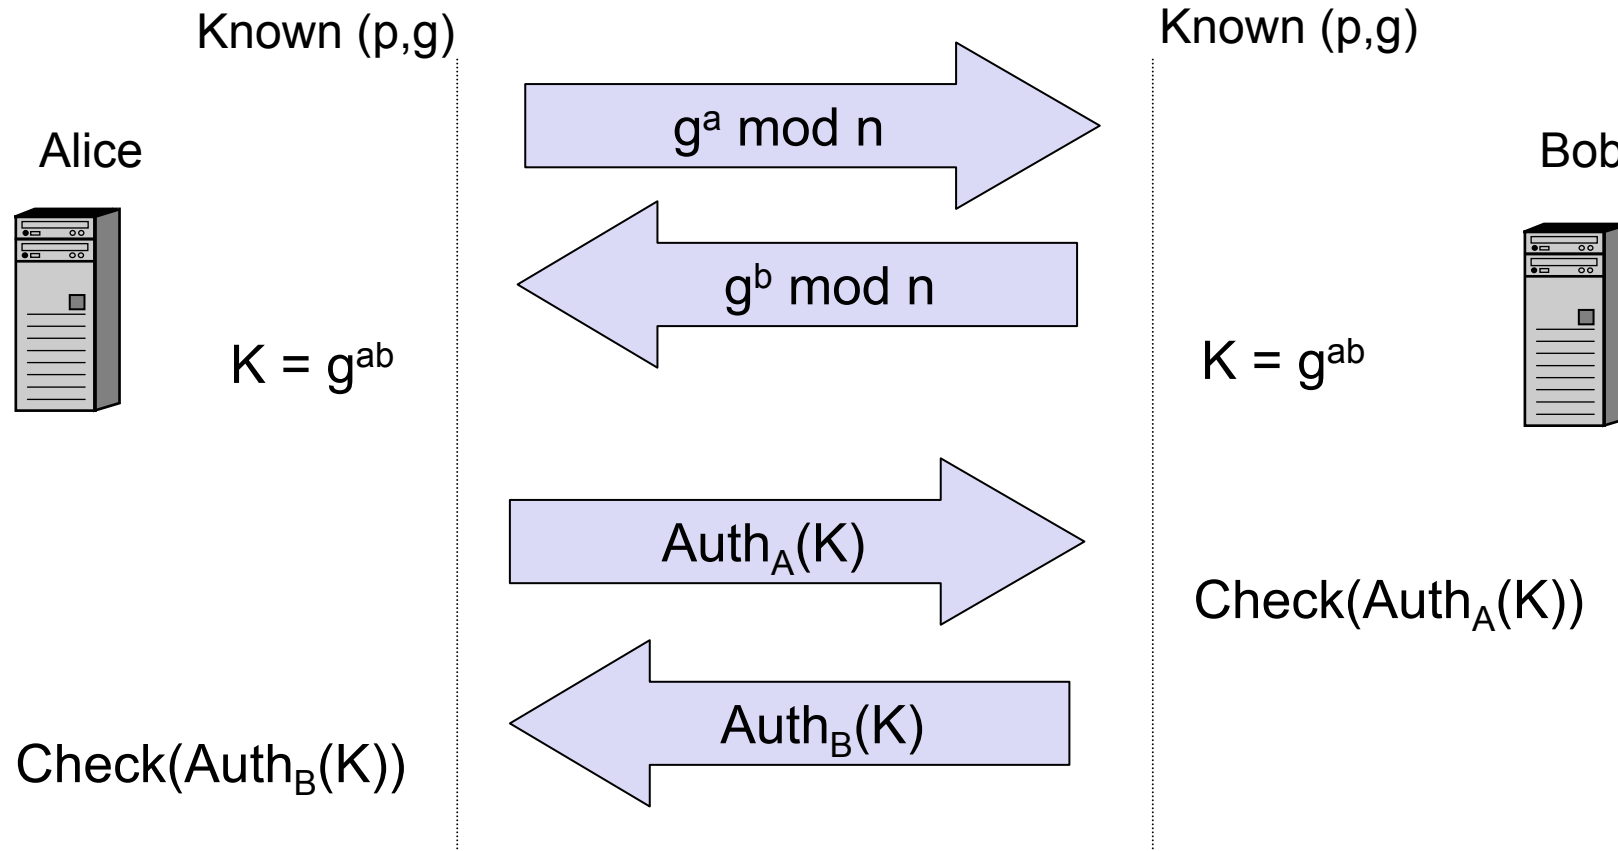 Known (p,g)
Known (p,g)
gᵃ mod n
Alice
Bob
gᵇ mod n
K = gᵃᵇ
K = gᵃᵇ
Auth_A(K)
Check(Auth_A(K))
Auth_B(K)
Check(Auth_B(K))